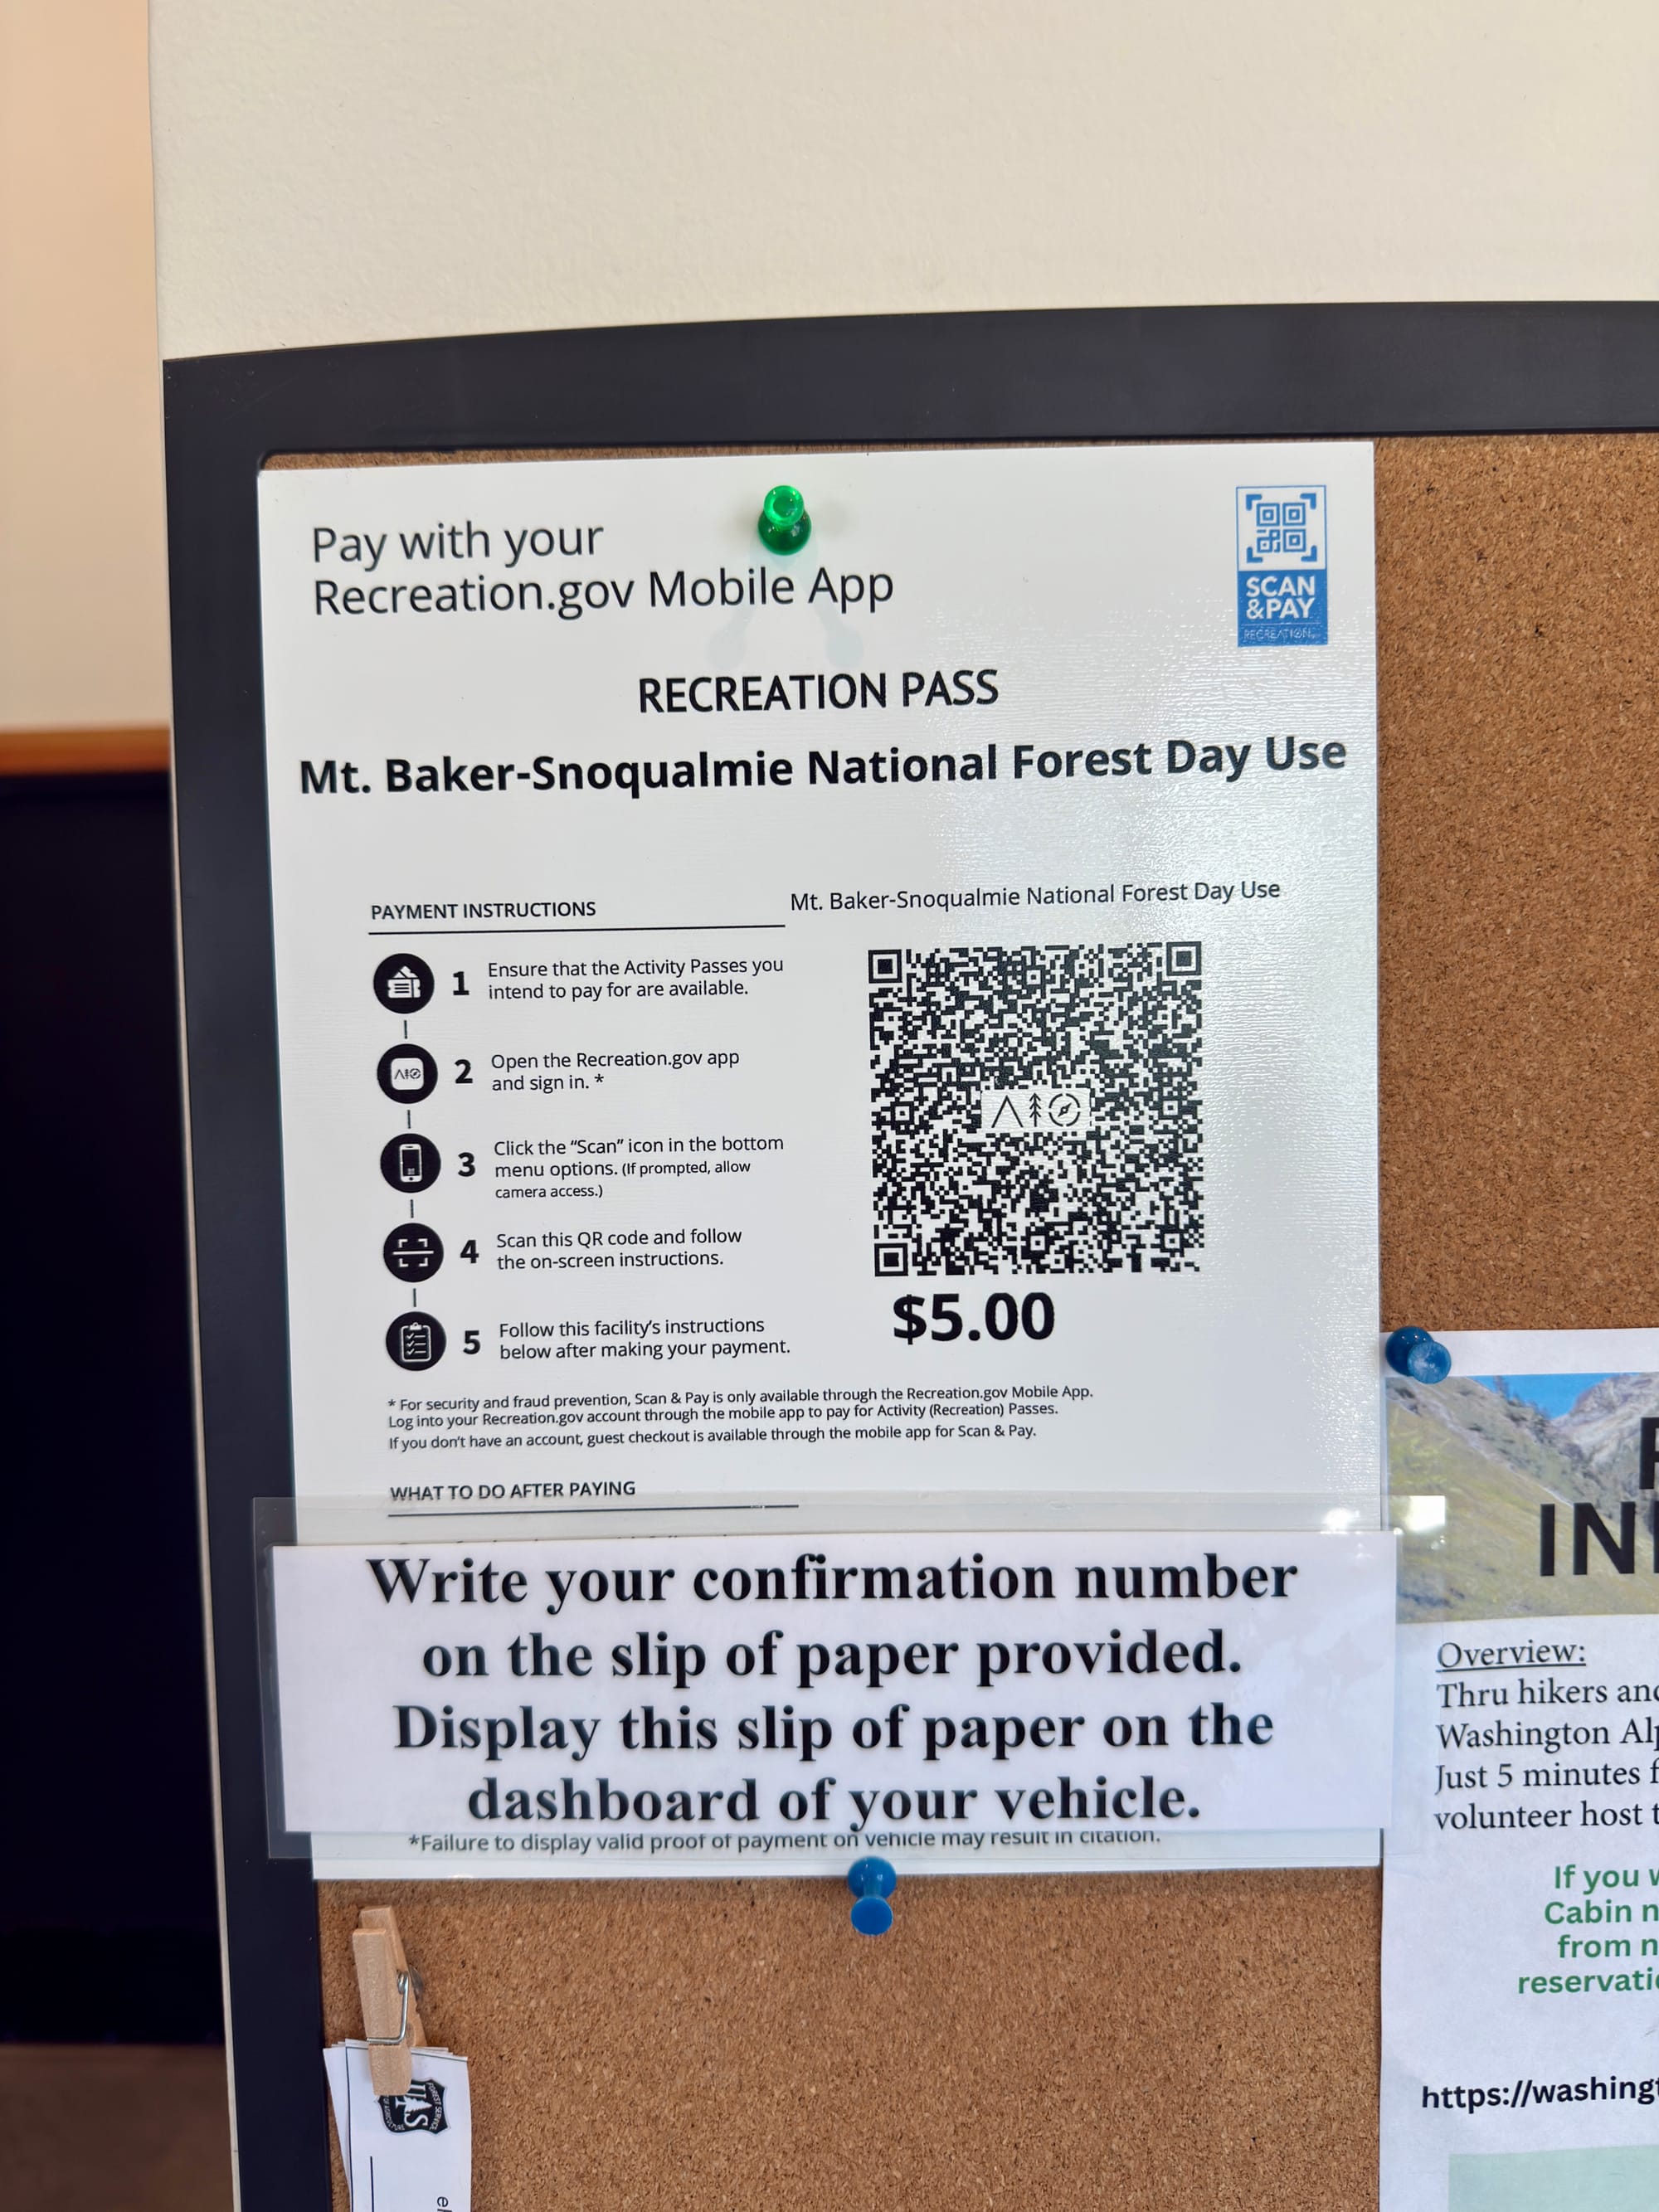 Pay with your
Recreation.gov Mobile App
SCAN
&PAY
RECREATION.
RECREATION PASS
Mt. Baker-Snoqualmie National Forest Day Use
PAYMENT INSTRUCTIONS
1 Ensure that the Activity Passes you
intend to pay for are available.
2 Open the Recreation.gov app
and sign in. *
3 Click the “Scan” icon in the bottom
menu options. (If prompted, allow
camera access.)
4 Scan this QR code and follow
the on-screen instructions.
5 Follow this facility’s instructions
below after making your payment.
Mt. Baker-Snoqualmie National Forest Day Use
$5.00
* For security and fraud prevention, Scan & Pay is only available through the Recreation.gov Mobile App.
Log into your Recreation.gov account through the mobile app to pay for Activity (Recreation) Passes.
If you don’t have an account, guest checkout is available through the mobile app for Scan & Pay.
WHAT TO DO AFTER PAYING
Write your confirmation number
on the slip of paper provided.
Display this slip of paper on the
dashboard of your vehicle.
*Failure to display valid proof of payment on vehicle may result in citation.
FOREST SERVICE
UAS
IN
Overview:
Thru hikers and
Washington Alp
Just 5 minutes f
volunteer host t
If you w
Cabin n
from n
reservatio
https://washingt